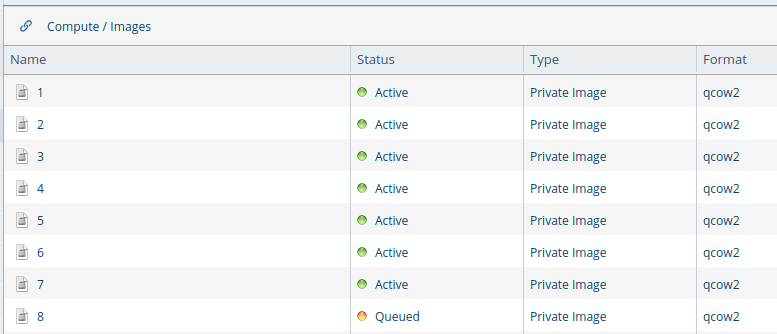 Compute / Images
Name Status Type Format
1 Active Private Image qcow2
2 Active Private Image qcow2
3 Active Private Image qcow2
4 Active Private Image qcow2
5 Active Private Image qcow2
6 Active Private Image qcow2
7 Active Private Image qcow2
8 Queued Private Image qcow2